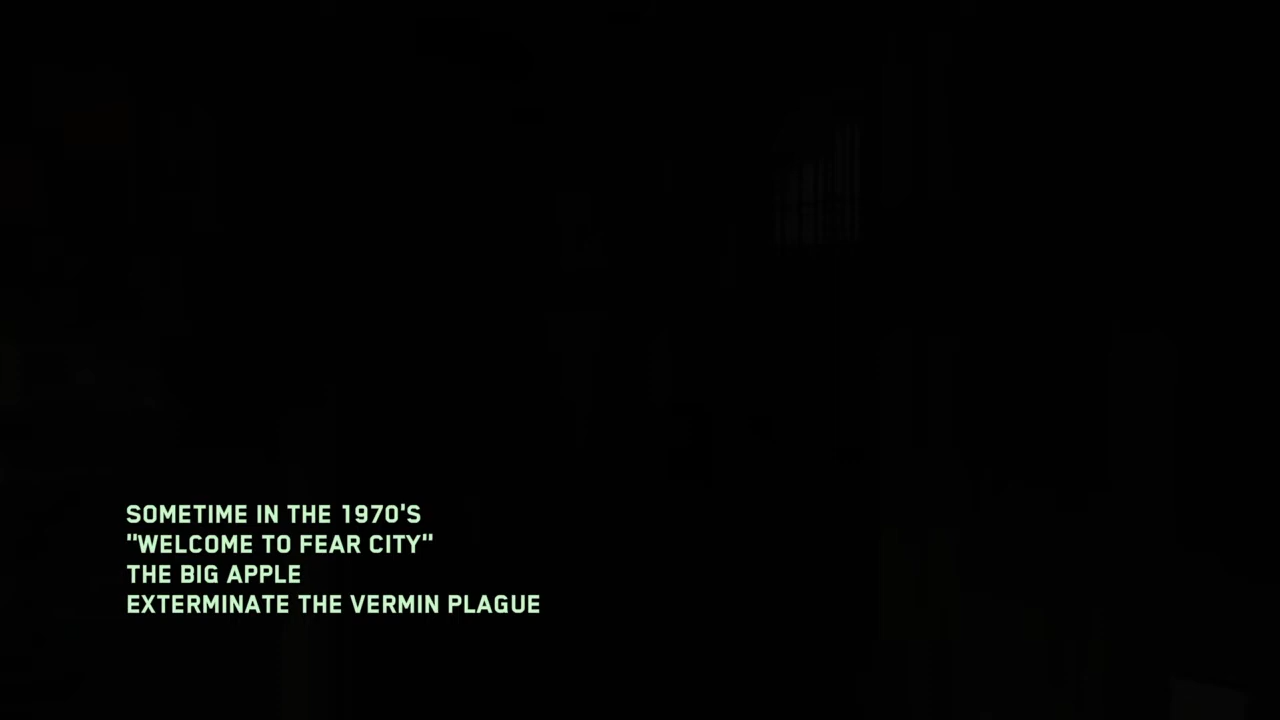 SOMETIME IN THE 1970'S
"WELCOME TO FEAR CITY"
THE BIG APPLE
EXTERMINATE THE VERMIN PLAGUE